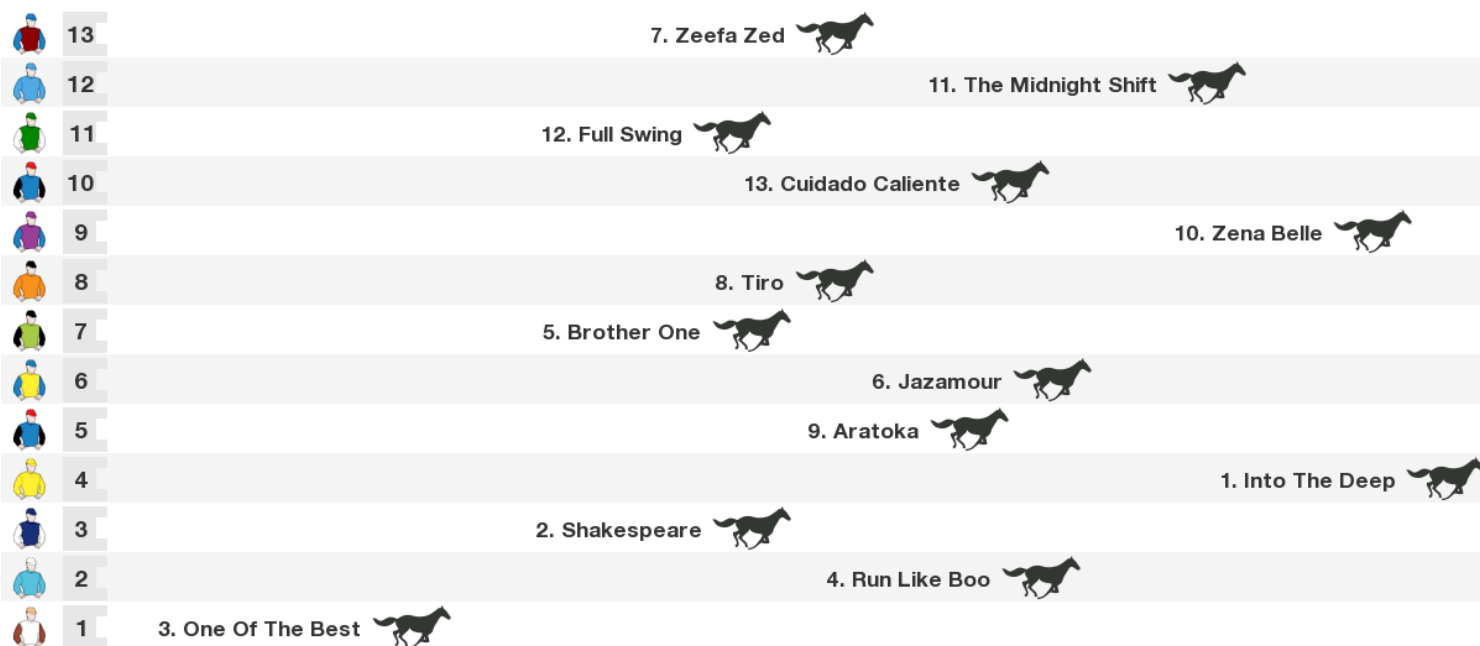 13 7. Zeefa Zed
12 11. The Midnight Shift
11 12. Full Swing
10 13. Cuidado Caliente
9 10. Zena Belle
8 8. Tiro
7 5. Brother One
6 6. Jazamour
5 9. Aratoka
4 1. Into The Deep
3 2. Shakespeare
2 4. Run Like Boo
1 3. One Of The Best